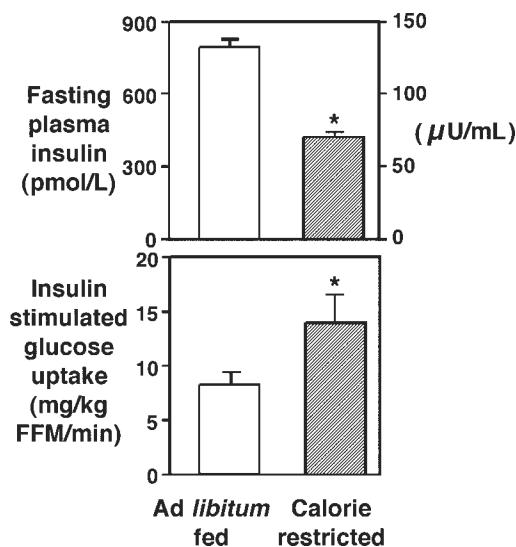 900
600
300
0
Fasting
plasma
insulin
(pmol/L)
*
150
100
50
0
(µU/mL)
20
15
10
5
0
Insulin
stimulated
glucose
uptake
(mg/kg
FFM/min)
*
Ad libitum
fed
Calorie
restricted